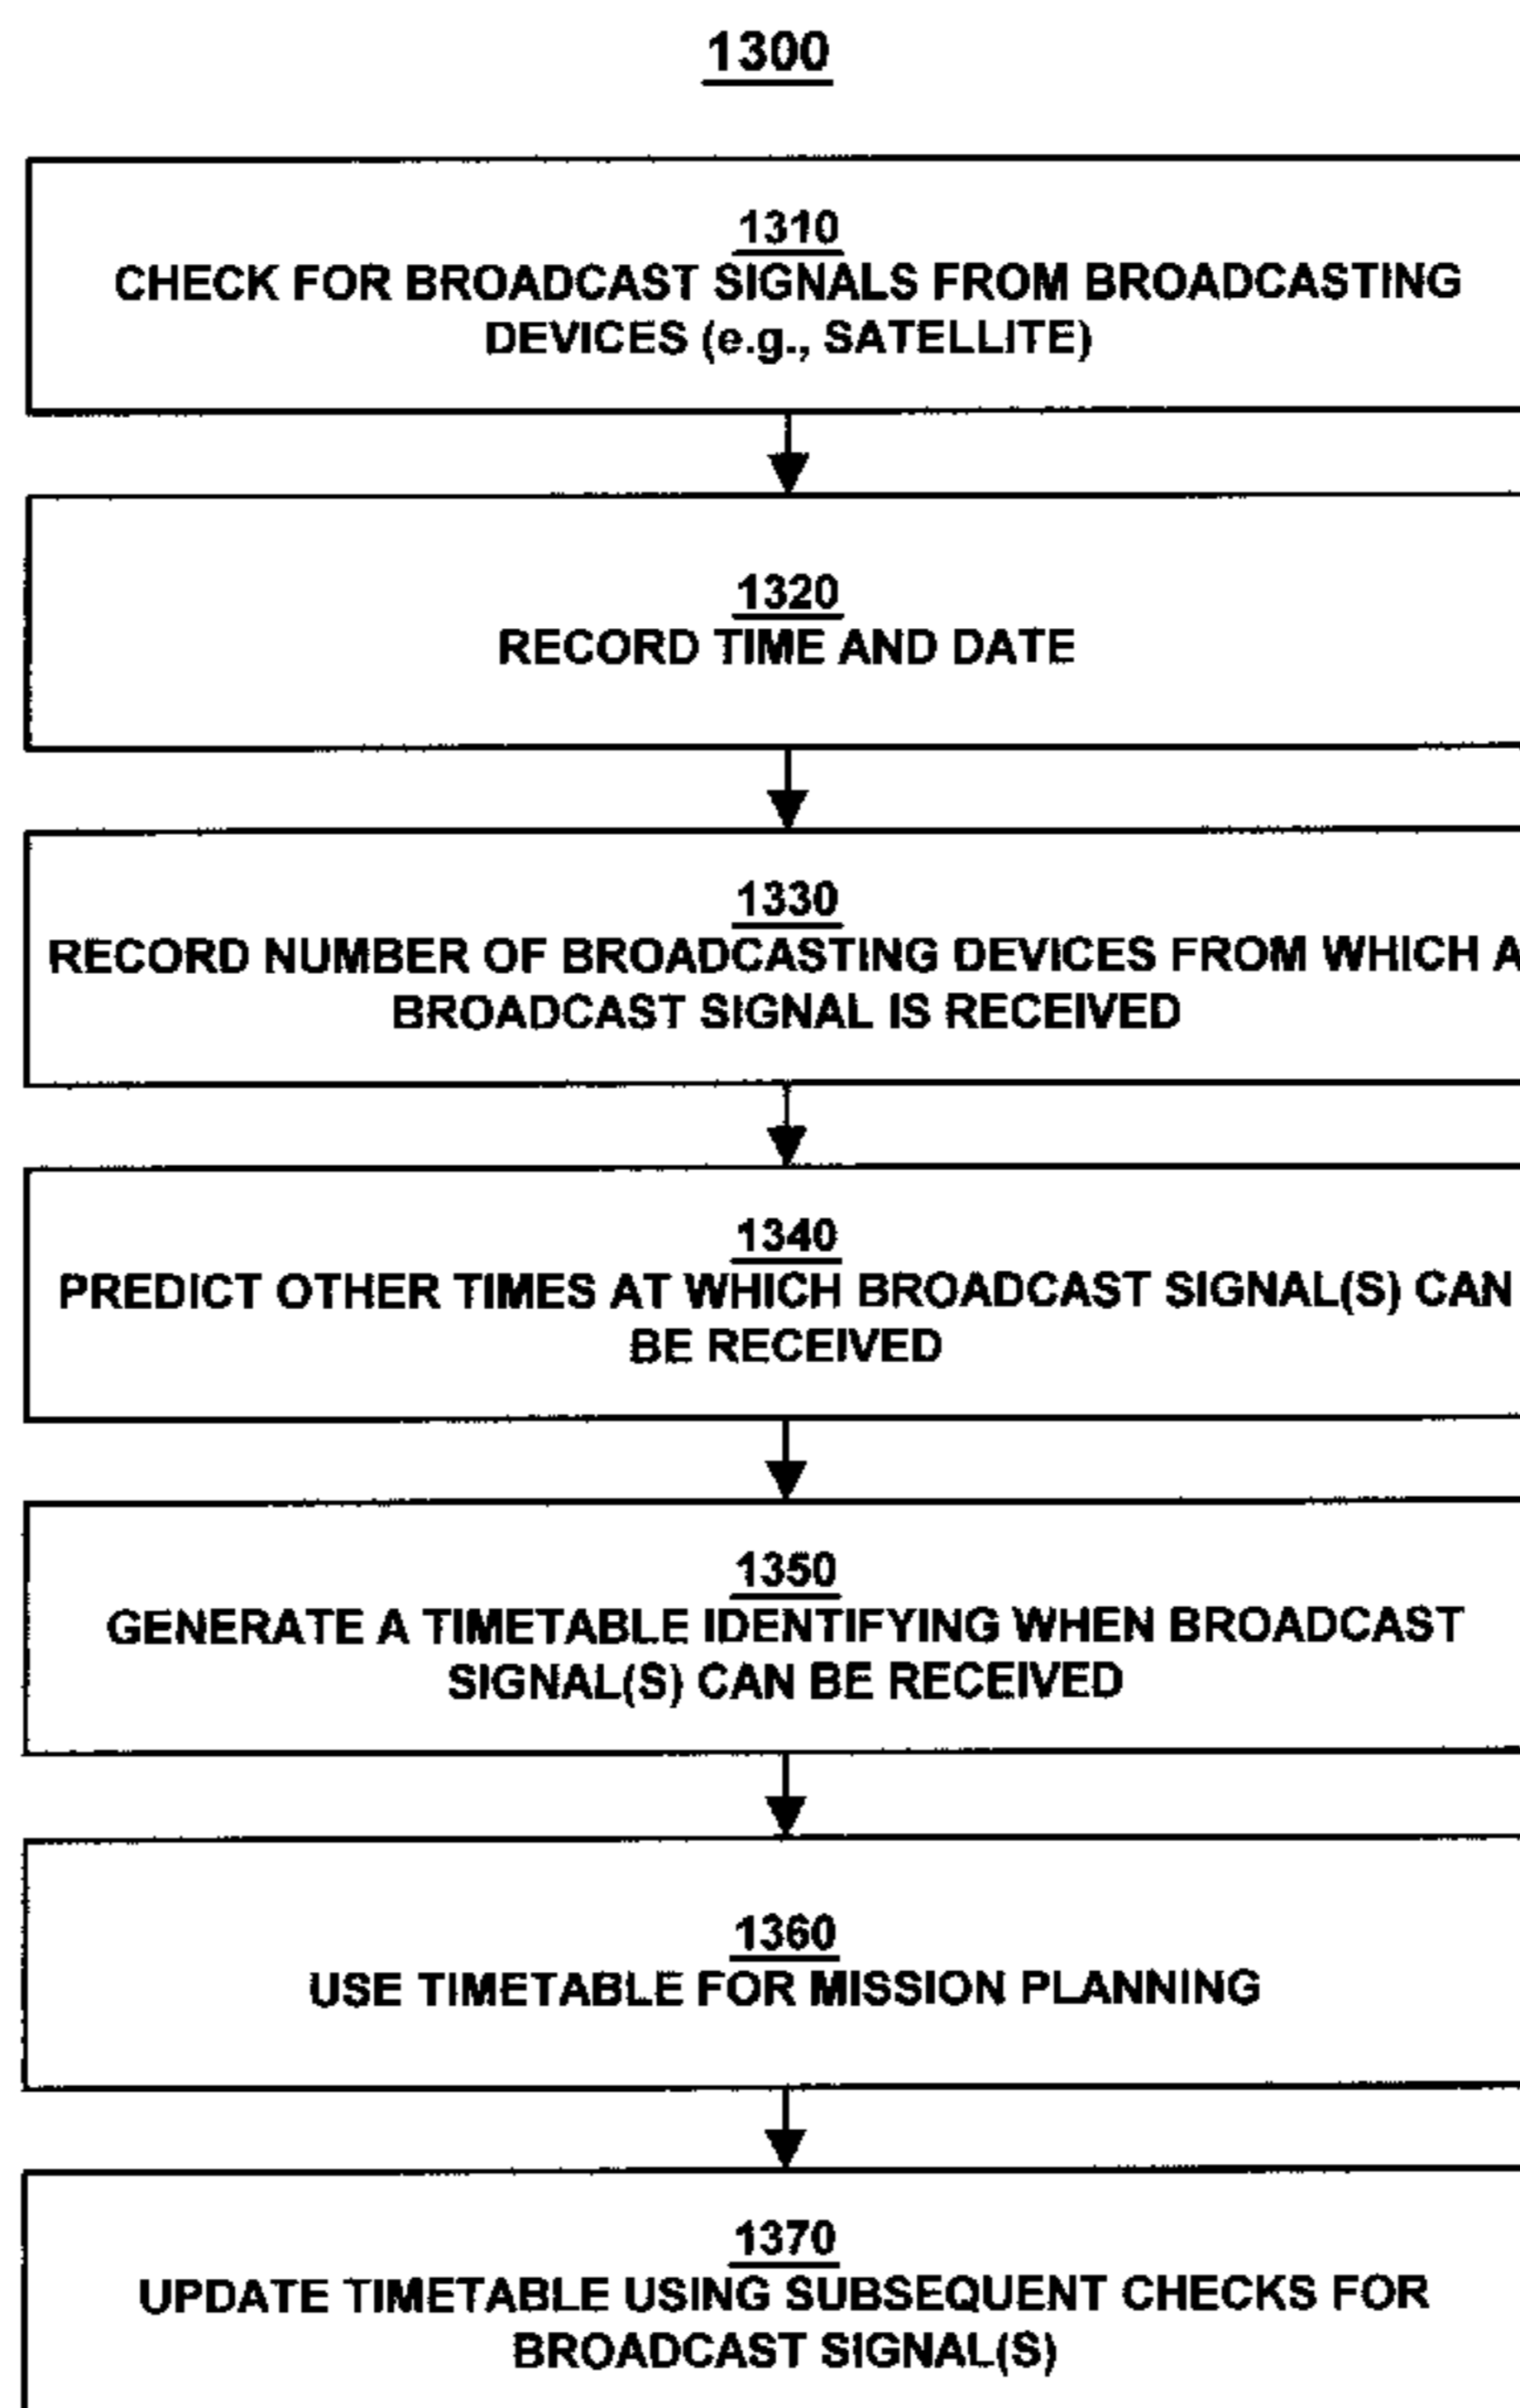 1300
1310
CHECK FOR BROADCAST SIGNALS FROM BROADCASTING
DEVICES (e.g., SATELLITE)
1320
RECORD TIME AND DATE
1330
RECORD NUMBER OF BROADCASTING DEVICES FROM WHICH A
BROADCAST SIGNAL IS RECEIVED
1340
PREDICT OTHER TIMES AT WHICH BROADCAST SIGNAL(S) CAN
BE RECEIVED
1350
GENERATE A TIMETABLE IDENTIFYING WHEN BROADCAST
SIGNAL(S) CAN BE RECEIVED
1360
USE TIMETABLE FOR MISSION PLANNING
1370
UPDATE TIMETABLE USING SUBSEQUENT CHECKS FOR
BROADCAST SIGNAL(S)